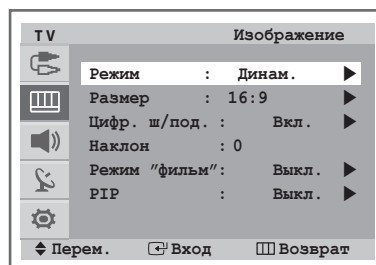 TV Изображение
Режим : Динам. ▶
Размер : 16:9 ▶
Цифр. ш/под. : Вкл. ▶
Наклон : 0
Режим "фильм": Выкл. ▶
PIP : Выкл. ▶
Перем. Вход Возврат